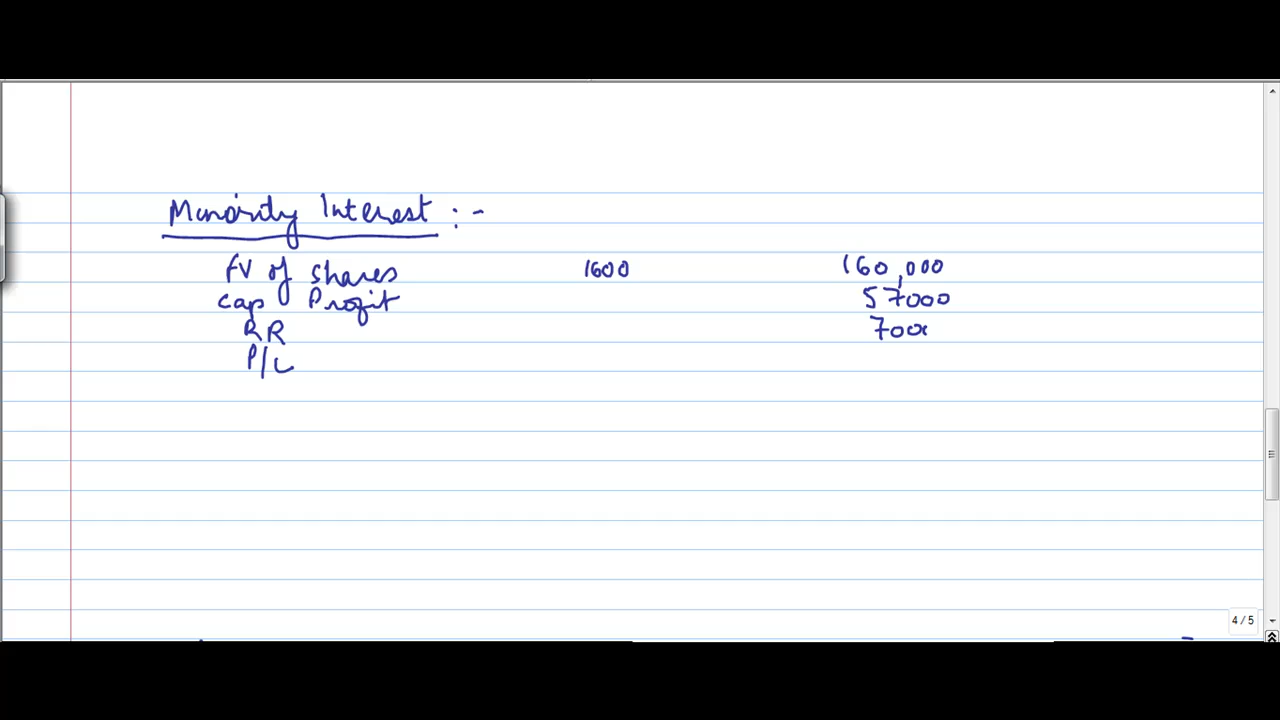 Minority Interest :-
FV of shares 1600 160,000
Cap Profit 57000
RR 7000
P/L
4 / 5